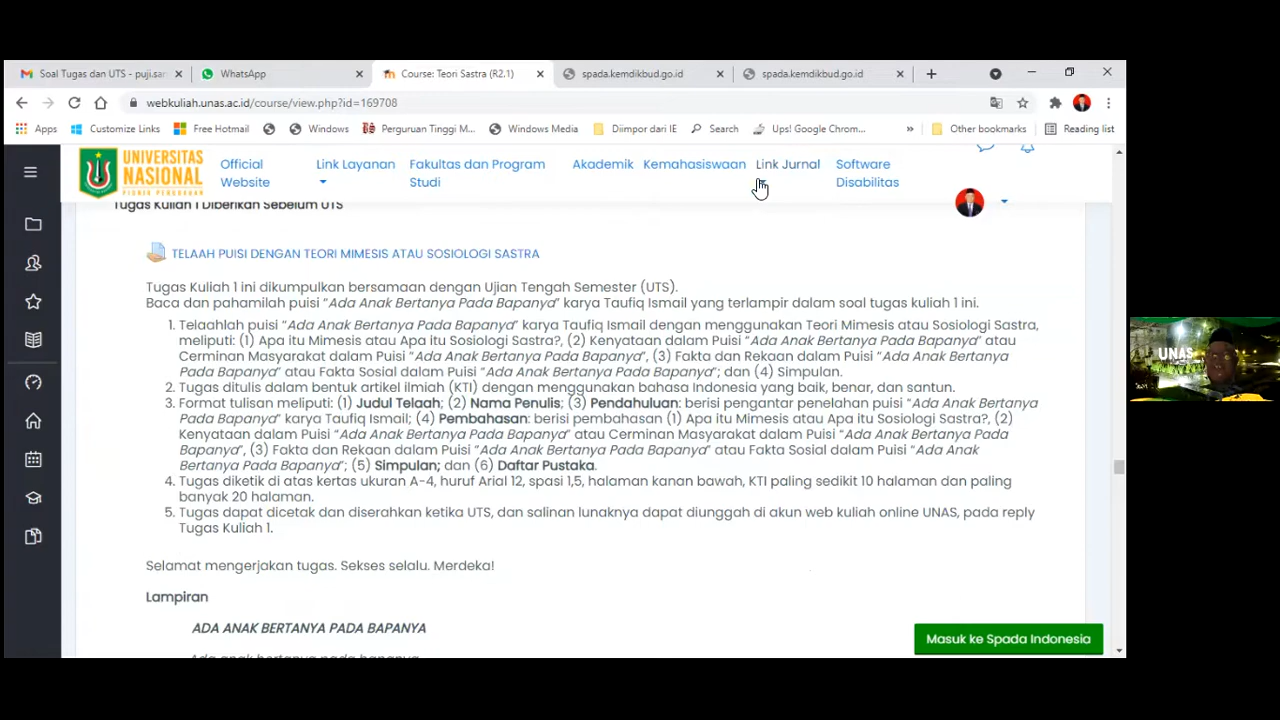 Soal Tugas dan UTS - puji.sar
WhatsApp
Course: Teori Sastra (R2.1)
spada.kemdikbud.go.id
spada.kemdikbud.go.id
webkuliah.unas.ac.id/course/view.php?id=169708
Apps
Customize Links
Free Hotmail
Windows
Perguruan Tinggi M...
Windows Media
Diimpor dari IE
Search
Ups! Google Chrom...
»
Other bookmarks
Reading list
UNIVERSITAS
NASIONAL
PIONIR PERUBAHAN
Official
Website
Link Layanan
Fakultas dan Program
Studi
Akademik
Kemahasiswaan
Link Jurnal
Software
Disabilitas
Tugas Kuliah 1 Diberikan Sebelum UTS
TELAAH PUISI DENGAN TEORI MIMESIS ATAU SOSIOLOGI SASTRA
Tugas Kuliah 1 ini dikumpulkan bersamaan dengan Ujian Tengah Semester (UTS).
Baca dan pahamilah puisi "Ada Anak Bertanya Pada Bapanya" karya Taufiq Ismail yang terlampir dalam soal tugas kuliah 1 ini.
1. Telaahlah puisi "Ada Anak Bertanya Pada Bapanya" karya Taufiq Ismail dengan menggunakan Teori Mimesis atau Sosiologi Sastra,
meliputi: (1) Apa itu Mimesis atau Apa itu Sosiologi Sastra?, (2) Kenyataan dalam Puisi "Ada Anak Bertanya Pada Bapanya" atau
Cerminan Masyarakat dalam Puisi "Ada Anak Bertanya Pada Bapanya", (3) Fakta dan Rekaan dalam Puisi "Ada Anak Bertanya
Pada Bapanya" atau Fakta Sosial dalam Puisi "Ada Anak Bertanya Pada Bapanya"; dan (4) Simpulan.
2. Tugas ditulis dalam bentuk artikel ilmiah (KTI) dengan menggunakan bahasa Indonesia yang baik, benar, dan santun.
3. Format tulisan meliputi: (1) Judul Telaah; (2) Nama Penulis; (3) Pendahuluan: berisi pengantar penelahan puisi "Ada Anak Bertanya
Pada Bapanya" karya Taufiq Ismail; (4) Pembahasan: berisi pembahasan (1) Apa itu Mimesis atau Apa itu Sosiologi Sastra?, (2)
Kenyataan dalam Puisi "Ada Anak Bertanya Pada Bapanya" atau Cerminan Masyarakat dalam Puisi "Ada Anak Bertanya Pada
Bapanya", (3) Fakta dan Rekaan dalam Puisi "Ada Anak Bertanya Pada Bapanya" atau Fakta Sosial dalam Puisi "Ada Anak
Bertanya Pada Bapanya"; (5) Simpulan; dan (6) Daftar Pustaka.
4. Tugas diketik di atas kertas ukuran A-4, huruf Arial 12, spasi 1,5, halaman kanan bawah, KTI paling sedikit 10 halaman dan paling
banyak 20 halaman.
5. Tugas dapat dicetak dan diserahkan ketika UTS, dan salinan lunaknya dapat diunggah di akun web kuliah online UNAS, pada reply
Tugas Kuliah 1.
Selamat mengerjakan tugas. Sekses selalu. Merdeka!
Lampiran
ADA ANAK BERTANYA PADA BAPANYA
Ada anak bertanya pada bapanya
Masuk ke Spada Indonesia
UNAS